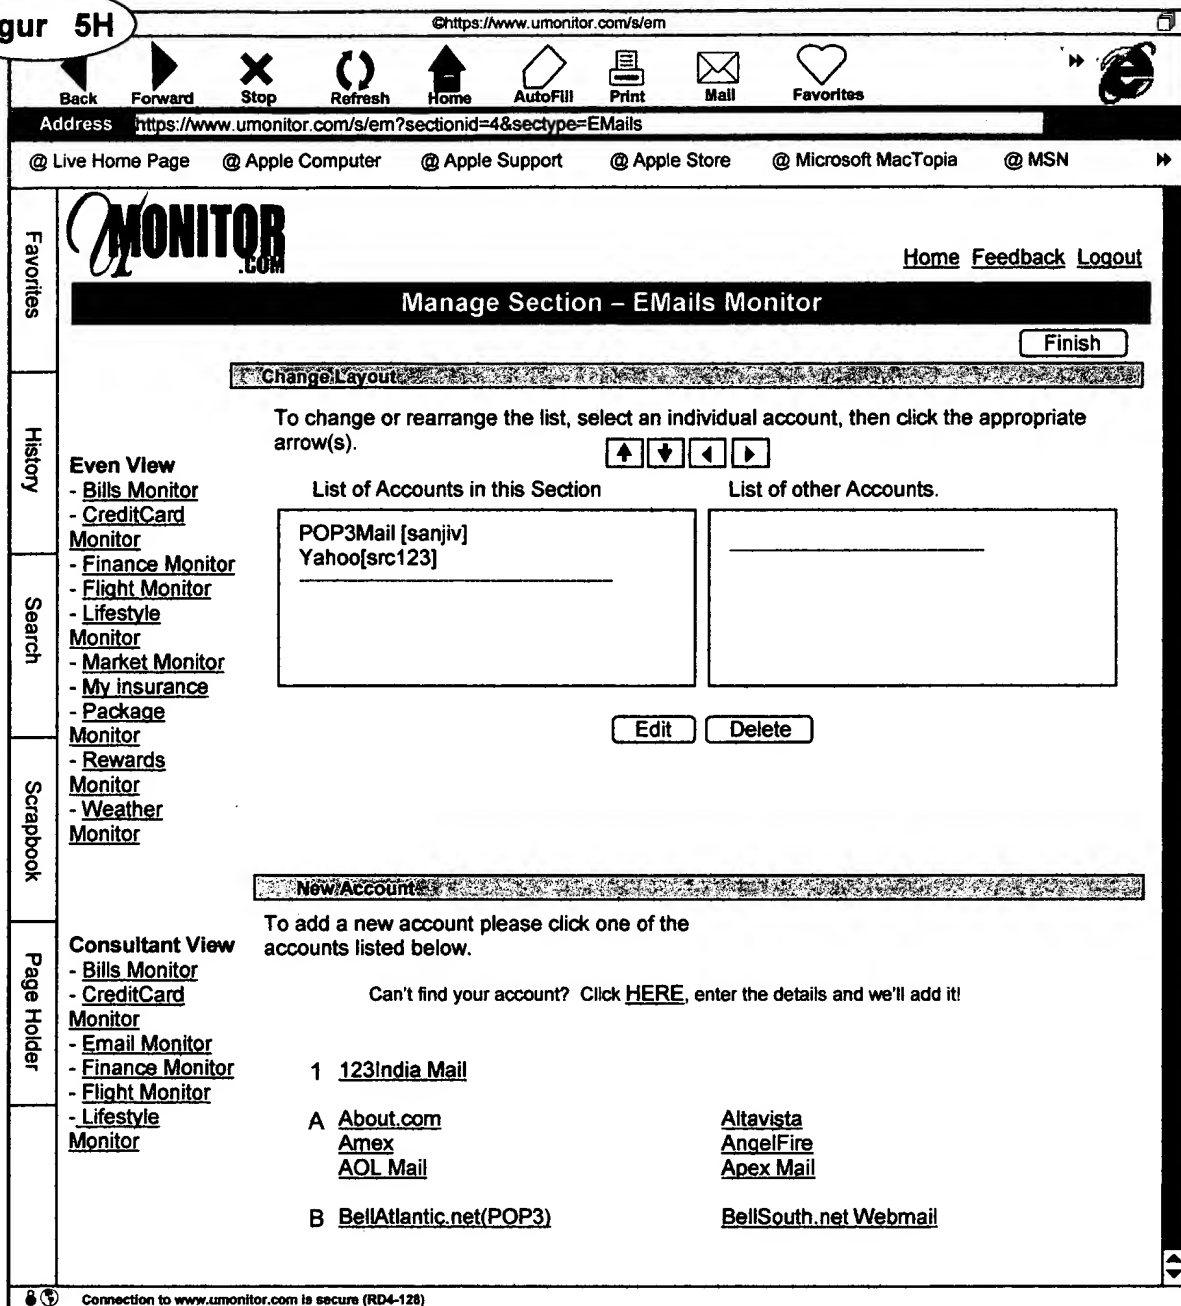 gur 5H
©https://www.umonitor.com/s/em
Back Forward Stop Refresh Home AutoFill Print Mail Favorites
Address https://www.umonitor.com/s/em?sectionid=4&sectype=EMails
@ Live Home Page @ Apple Computer @ Apple Support @ Apple Store @ Microsoft MacTopia @ MSN
Favorites
History
Search
Scrapbook
Page Holder
UMONITOR
.COM
Home Feedback Logout
Manage Section – EMails Monitor
Finish
Change Layout
To change or rearrange the list, select an individual account, then click the appropriate
arrow(s).
List of Accounts in this Section List of other Accounts.
POP3Mail [sanjiv]
Yahoo[src123]
Edit Delete
Even View
- Bills Monitor
- CreditCard
Monitor
- Finance Monitor
- Flight Monitor
- Lifestyle
Monitor
- Market Monitor
- My insurance
- Package
Monitor
- Rewards
Monitor
- Weather
Monitor
New Account
To add a new account please click one of the
accounts listed below.
Can't find your account? Click HERE, enter the details and we'll add it!
Consultant View
- Bills Monitor
- CreditCard
Monitor
- Email Monitor
- Finance Monitor
- Flight Monitor
- Lifestyle
Monitor
1 123India Mail
A About.com Altavista
Amex AngelFire
AOL Mail Apex Mail
B BellAtlantic.net(POP3) BellSouth.net Webmail
Connection to www.umonitor.com is secure (RD4-128)